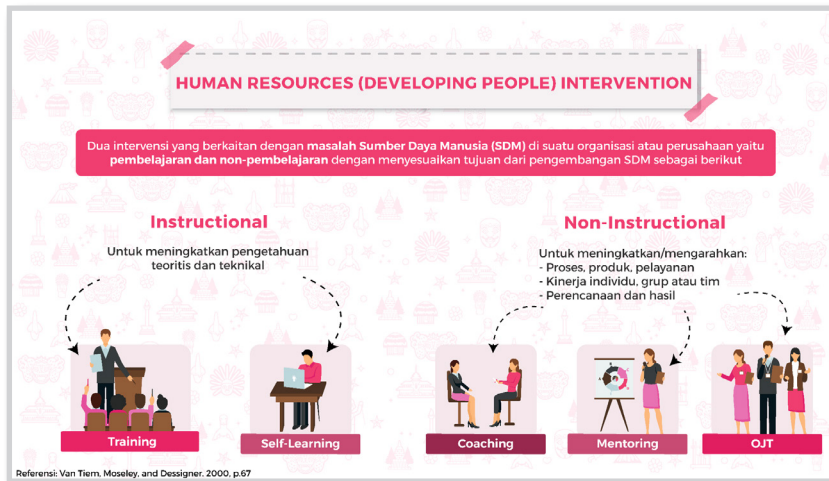 HUMAN RESOURCES (DEVELOPING PEOPLE) INTERVENTION
Dua intervensi yang berkaitan dengan masalah Sumber Daya Manusia (SDM) di suatu organisasi atau perusahaan yaitu
pembelajaran dan non-pembelajaran dengan menyesuaikan tujuan dari pengembangan SDM sebagai berikut
Instructional
Untuk meningkatkan pengetahuan
teoritis dan teknikal
Training
Self-Learning
Non-Instructional
Untuk meningkatkan/mengarahkan:
- Proses, produk, pelayanan
- Kinerja individu, grup atau tim
- Perencanaan dan hasil
Coaching
Mentoring
OJT
Referensi: Van Tiem, Moseley, and Dessigner. 2000, p.67